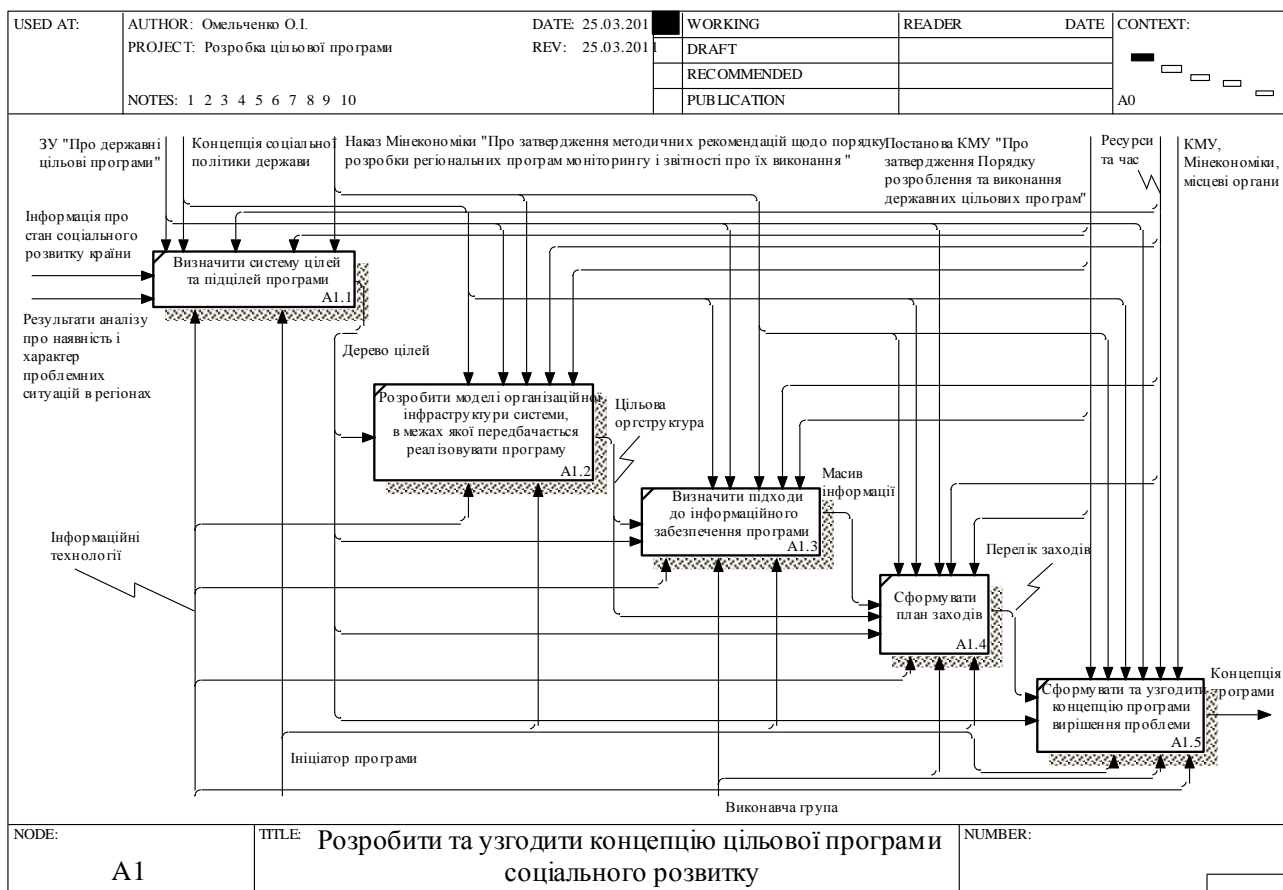 USED AT:
AUTHOR: Омельченко О.І.
DATE: 25.03.201
PROJECT: Розробка цільової програми
REV: 25.03.2011
NOTES: 1 2 3 4 5 6 7 8 9 10
WORKING
DRAFT
RECOMMENDED
PUBLICATION
READER
DATE
CONTEXT:
A0
ЗУ "Про державні
цільові програми"
Концепція соціальної
політики держави
Наказ Мінекономіки "Про затвердження методичних рекомендацій щодо порядку
розробки регіональних програм моніторингу і звітності про їх виконання "
Постанова КМУ "Про
затвердження Порядку
розроблення та виконання
державних цільових програм"
Ресурси
та час
КМУ,
Мінекономіки,
місцеві органи
Інформація про
стан соціального
розвитку країни
Визначити систему цілей
та підцілей програми
A1.1
Результати аналізу
про наявність і
характер
проблемних
ситуацій в регіонах
Дерево цілей
Розробити моделі організаційної
інфраструктури системи,
в межах якої передбачається
реалізовувати програму
A1.2
Цільова
оргструктура
Визначити підходи
до інформаційного
забезпечення програми
A1.3
Масив
інформації
Інформаційні
технології
Перелік заходів
Сформувати
план заходів
A1.4
Сформувати та узгодити
концепцію програми
вирішення проблеми
A1.5
Концепція
програми
Ініціатор програми
Виконавча група
NODE:
A1
TITLE:
Розробити та узгодити концепцію цільової програми
соціального розвитку
NUMBER: